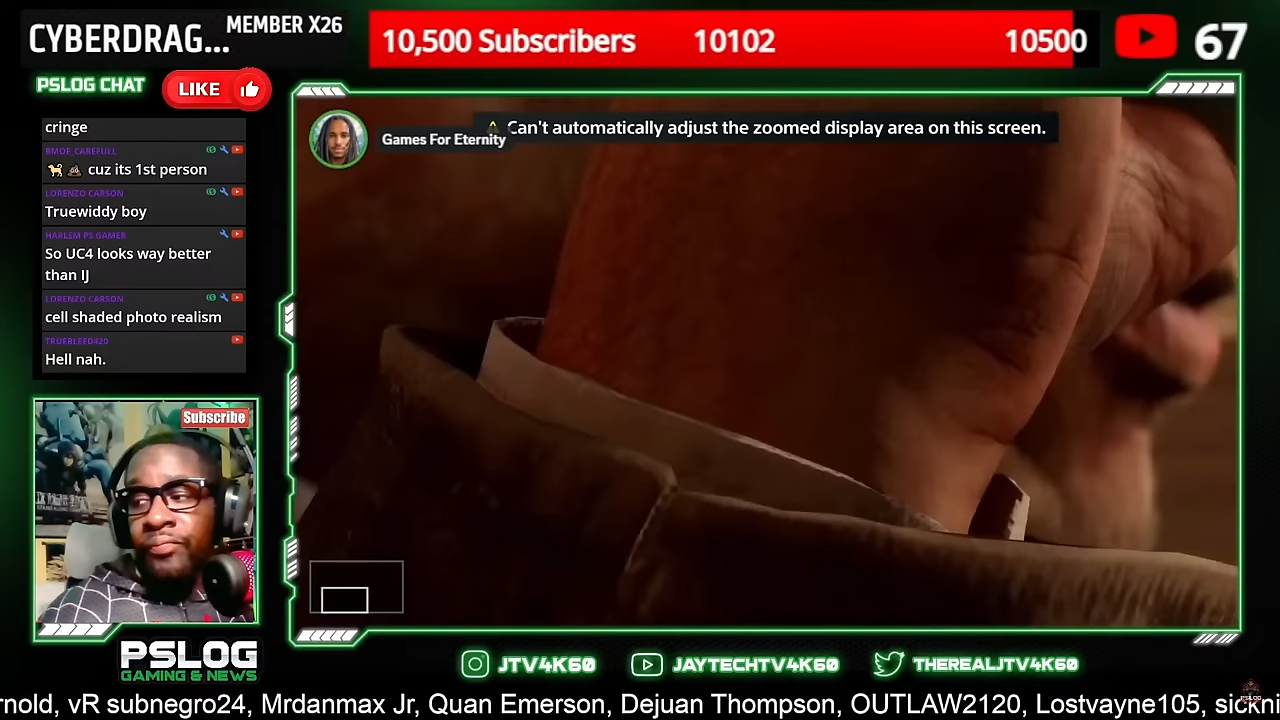 CYBERDRAG...
MEMBER X26
10,500 Subscribers 10102 10500
67
PSLOG CHAT
LIKE
cringe
BMOE_CAREFULL
cuz its 1st person
LORENZO CARSON
Truewiddy boy
HARLEM PS GAMER
So UC4 looks way better
than IJ
LORENZO CARSON
cell shaded photo realism
TRUEBLEED420
Hell nah.
Games For Eternity
Can't automatically adjust the zoomed display area on this screen.
Subscribe
PSLOG
GAMING & NEWS
JTV4K60
JAYTECHTV4K60
THEREALJTV4K60
rnold, vR subnegro24, Mrdanmax Jr, Quan Emerson, Dejuan Thompson, OUTLAW2120, Lostvayne105, sickni
PSLOG